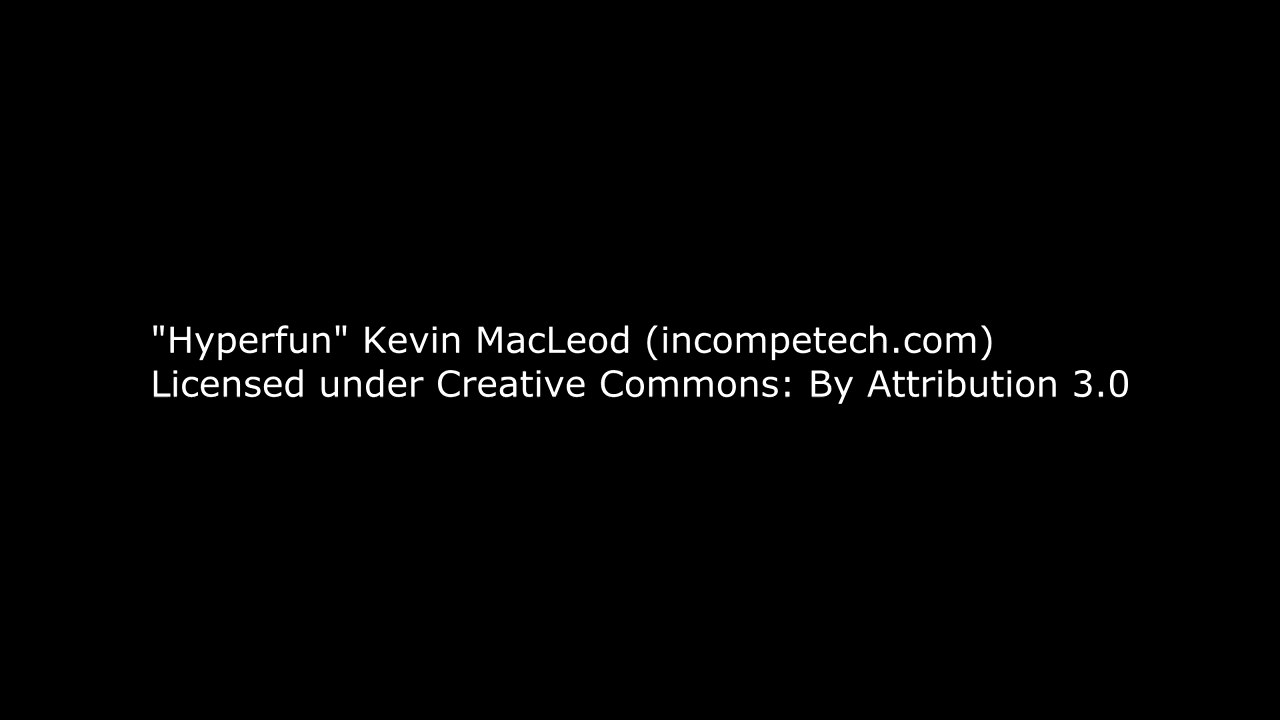 "Hyperfun" Kevin MacLeod (incompetech.com)
Licensed under Creative Commons: By Attribution 3.0